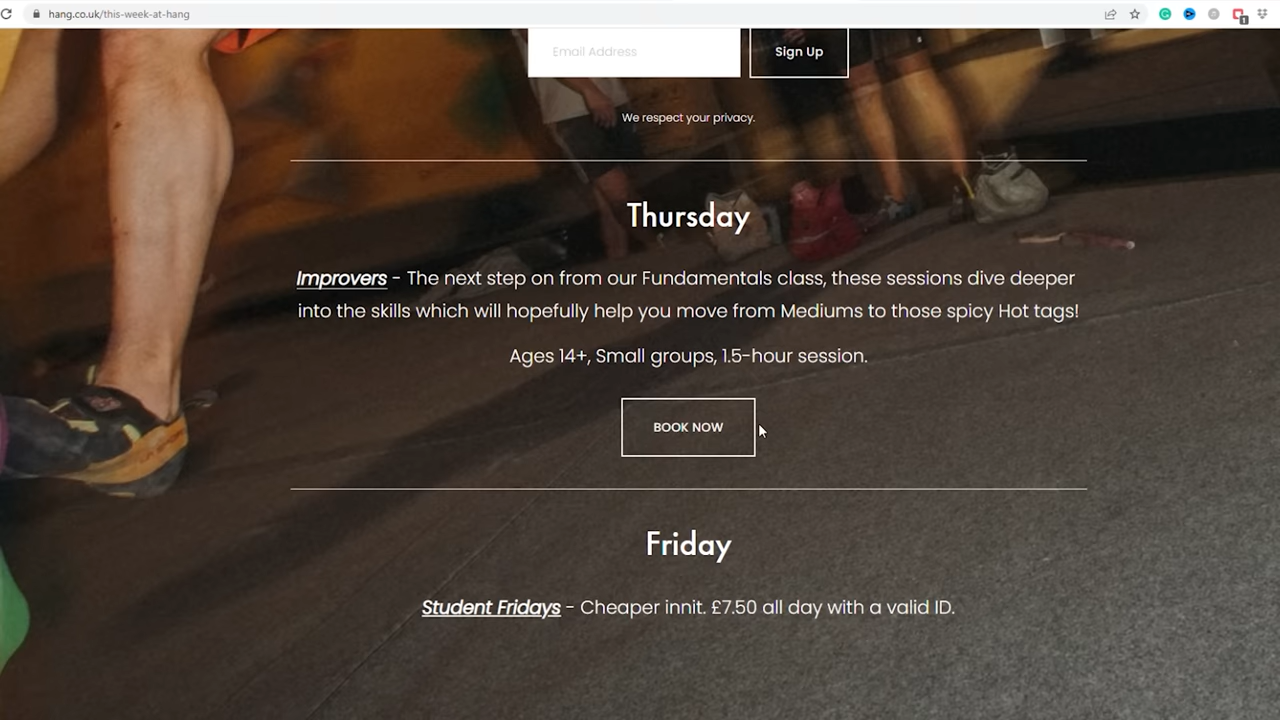 hang.co.uk/this-week-at-hang
1
Email Address
Sign Up
We respect your privacy.
Thursday
Improvers - The next step on from our Fundamentals class, these sessions dive deeper
into the skills which will hopefully help you move from Mediums to those spicy Hot tags!
Ages 14+, Small groups, 1.5-hour session.
BOOK NOW
Friday
Student Fridays - Cheaper innit. £7.50 all day with a valid ID.